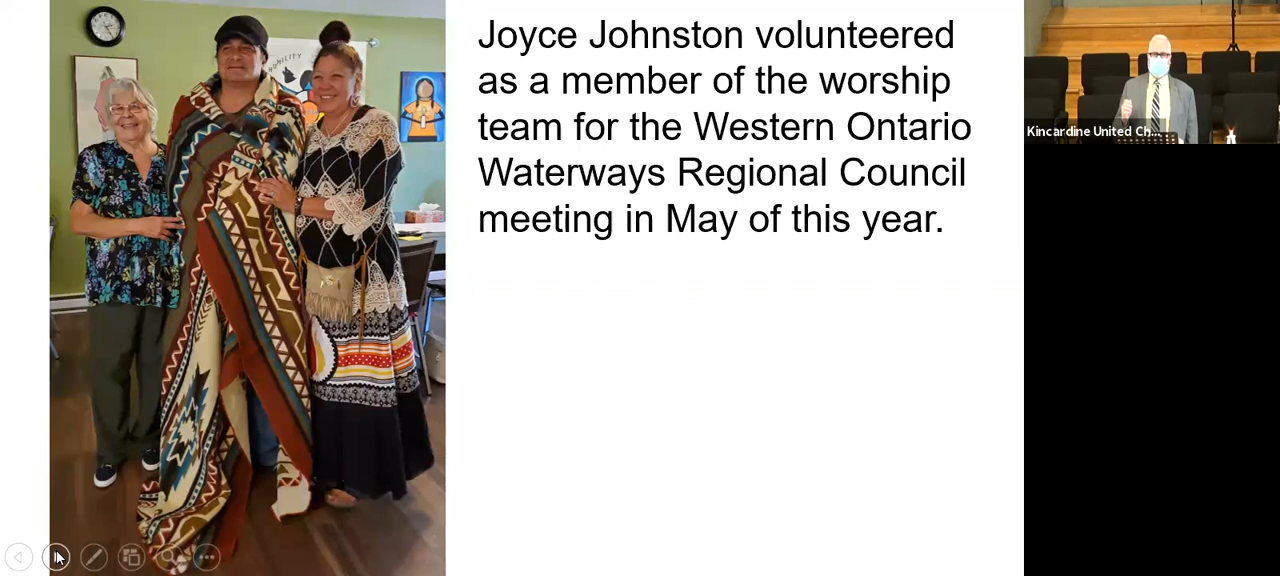 Joyce Johnston volunteered
as a member of the worship
team for the Western Ontario
Waterways Regional Council
meeting in May of this year.
Kincardine United Ch...
HUMILITY